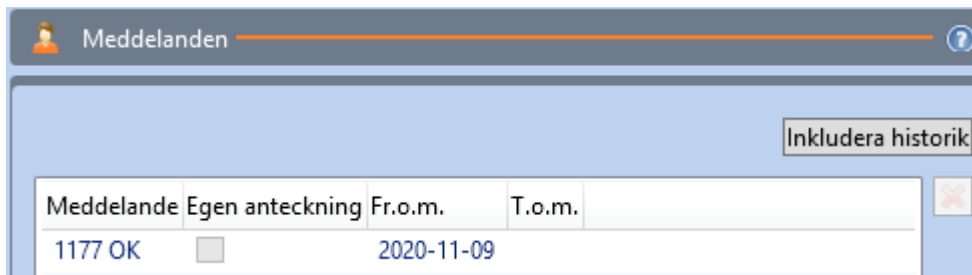 Meddelanden
Inkludera historik
Meddelande Egen anteckning Fr.o.m. T.o.m.
1177 OK 2020-11-09